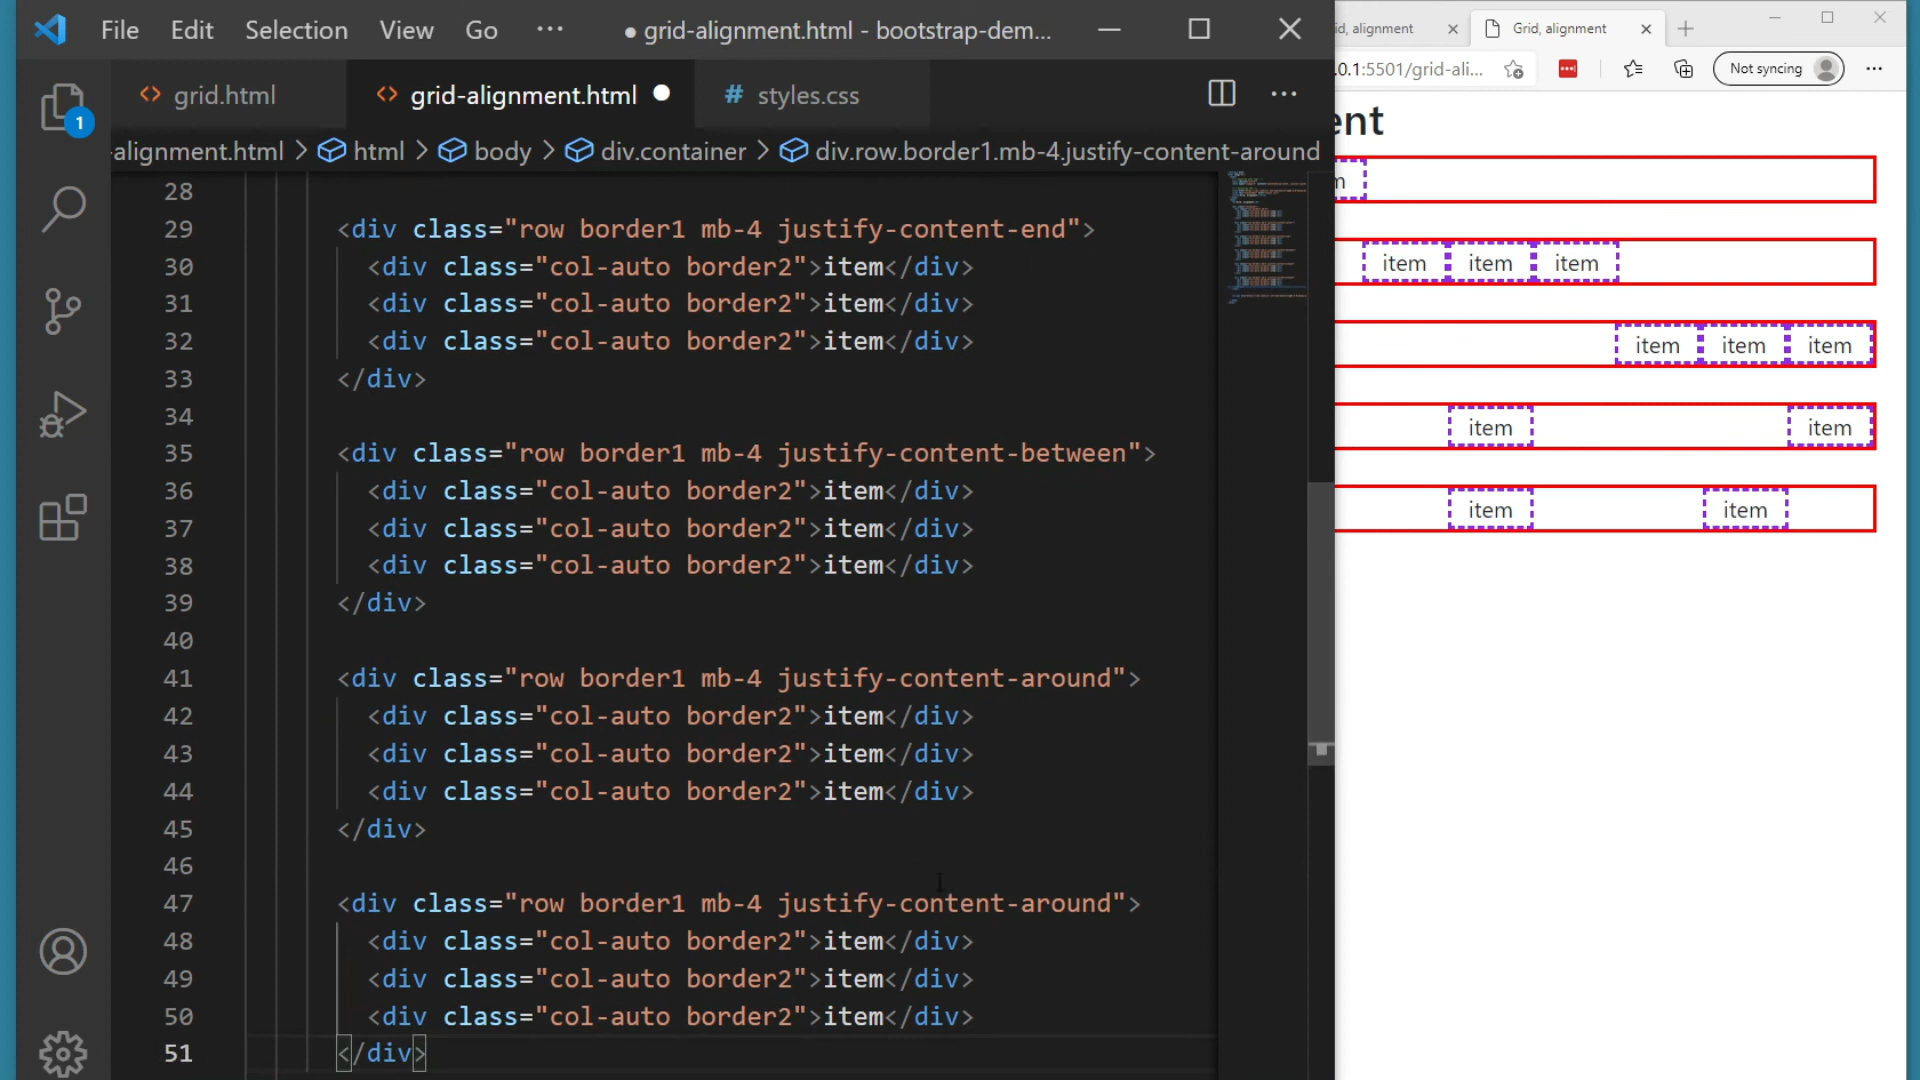 File Edit Selection View Go ··· ● grid-alignment.html - bootstrap-dem...
grid.html grid-alignment.html ● # styles.css ···
-alignment.html > html > body > div.container > div.row.border1.mb-4.justify-content-around
1
28
29 <div class="row border1 mb-4 justify-content-end">
30 <div class="col-auto border2">item</div>
31 <div class="col-auto border2">item</div>
32 <div class="col-auto border2">item</div>
33 </div>
34
35 <div class="row border1 mb-4 justify-content-between">
36 <div class="col-auto border2">item</div>
37 <div class="col-auto border2">item</div>
38 <div class="col-auto border2">item</div>
39 </div>
40
41 <div class="row border1 mb-4 justify-content-around">
42 <div class="col-auto border2">item</div>
43 <div class="col-auto border2">item</div>
44 <div class="col-auto border2">item</div>
45 </div>
46
47 <div class="row border1 mb-4 justify-content-around">
48 <div class="col-auto border2">item</div>
49 <div class="col-auto border2">item</div>
50 <div class="col-auto border2">item</div>
51 </div>
id, alignment Grid, alignment
.0.1:5501/grid-ali... Not syncing ···
ent
m
item item item
item item item
item item
item item